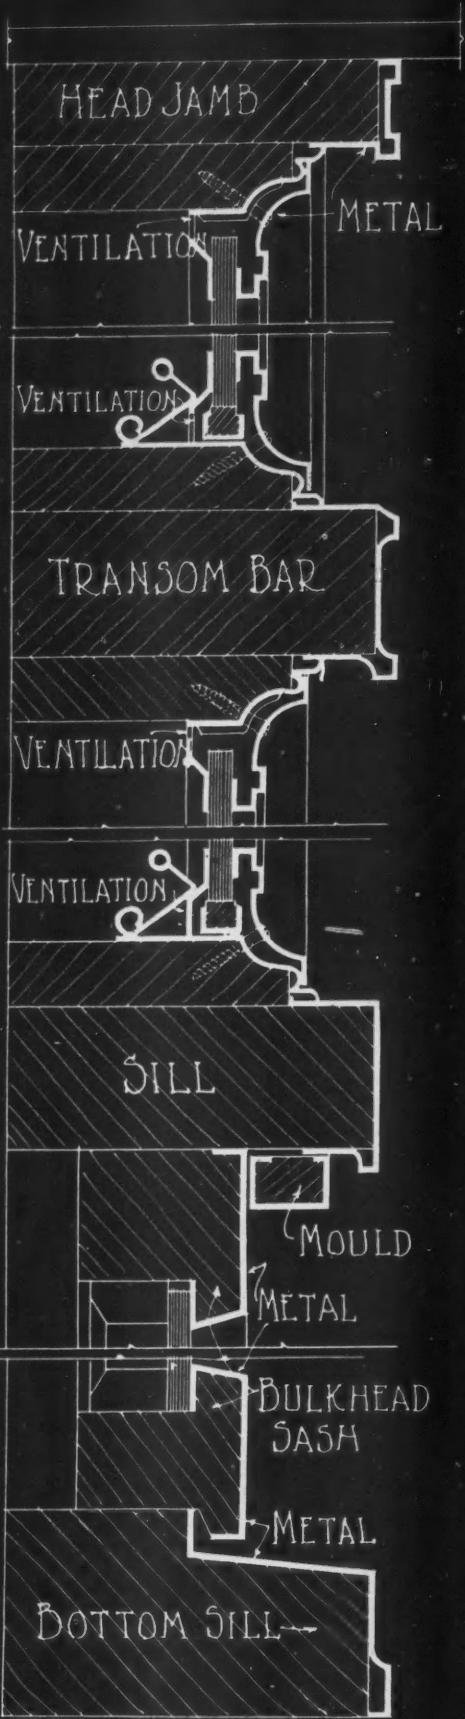 HEAD JAMB
METAL
VENTILATION
VENTILATION
TRANSOM BAR
VENTILATION
VENTILATION
SILL
MOULD
METAL
BULKHEAD
SASH
METAL
BOTTOM SILL